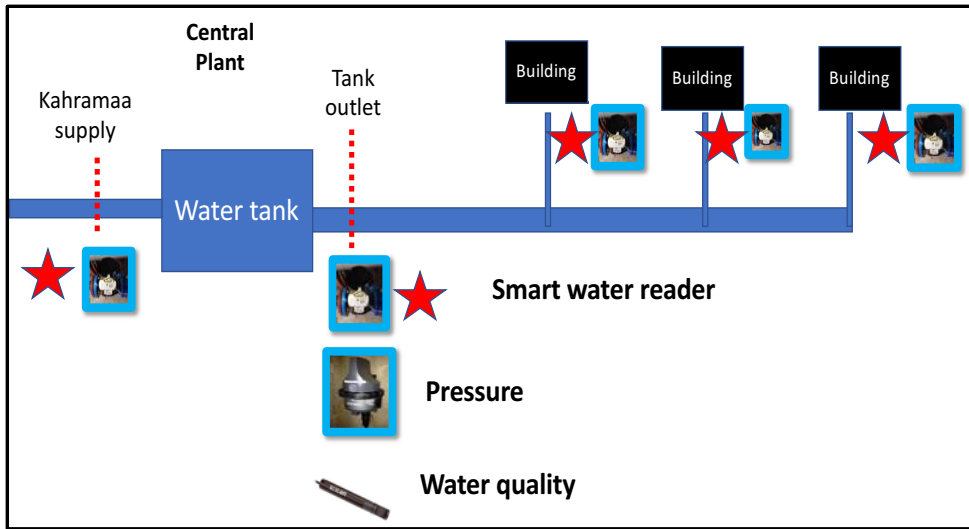 Central
Plant
Kahramaa
supply
Tank
outlet
Building
Building
Building
Water tank
Smart water reader
Pressure
Water quality